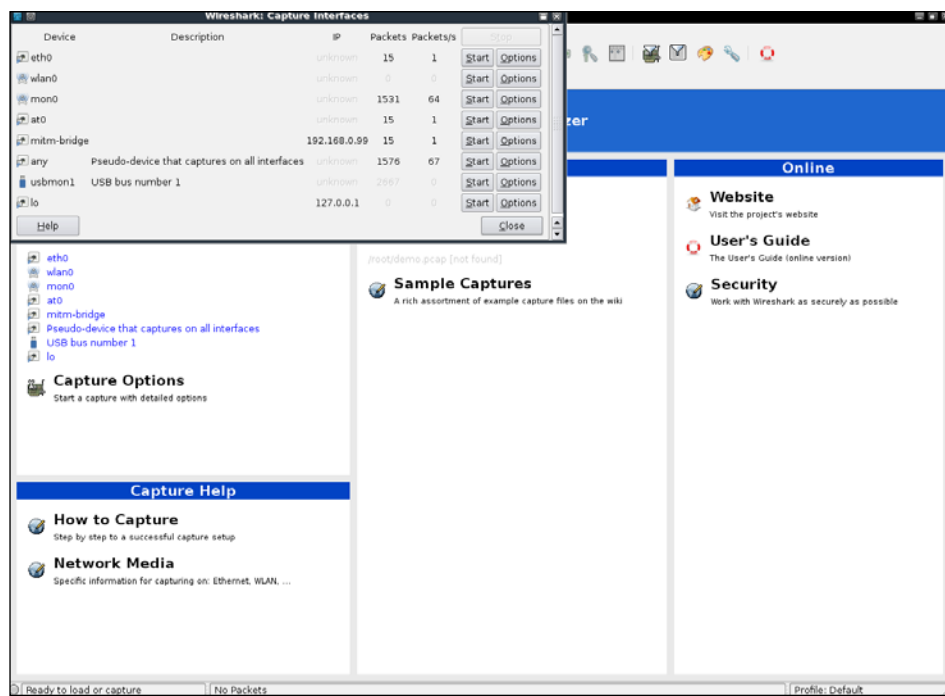 Wireshark: Capture Interfaces
Device Description IP Packets Packets/s Stop
eth0 unknown 15 1 Start Options
wlan0 unknown 0 0 Start Options
mon0 unknown 1531 64 Start Options
at0 unknown 15 1 Start Options
mitm-bridge 192.168.0.99 15 1 Start Options
any Pseudo-device that captures on all interfaces unknown 1576 67 Start Options
usbmon1 USB bus number 1 unknown 2667 0 Start Options
lo 127.0.0.1 0 0 Start Options
Help Close
zer
eth0
wlan0
mon0
at0
mitm-bridge
Pseudo-device that captures on all interfaces
USB bus number 1
lo
Capture Options
Start a capture with detailed options
Capture Help
How to Capture
Step by step to a successful capture setup
Network Media
Specific information for capturing on: Ethernet, WLAN, ...
/root/demo.pcap [not found]
Sample Captures
A rich assortment of example capture files on the wiki
Online
Website
Visit the project's website
User's Guide
The User's Guide (online version)
Security
Work with Wireshark as securely as possible
Ready to load or capture No Packets Profile: Default